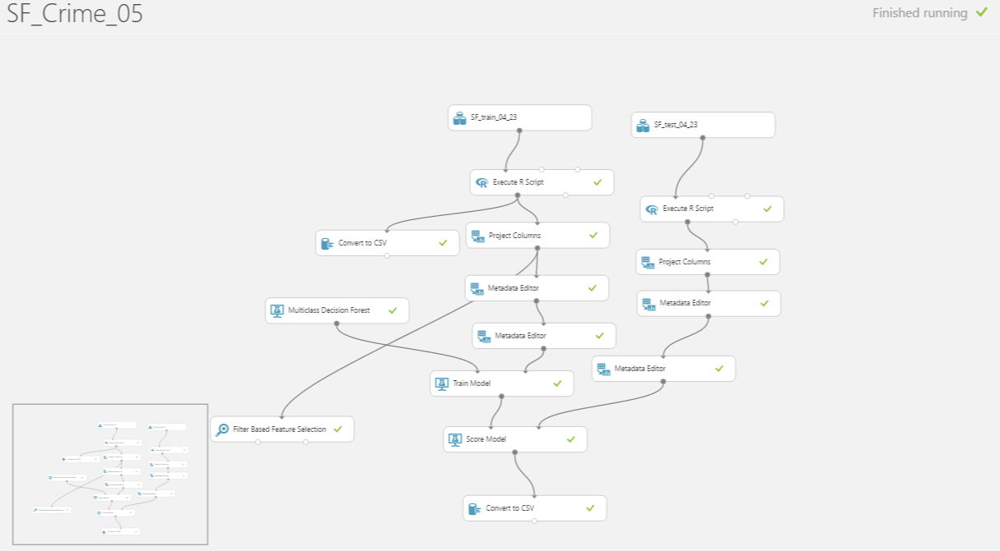 SF_Crime_05
Finished running
SF_train_04_23
SF_test_04_23
Execute R Script
Execute R Script
Convert to CSV
Project Columns
Project Columns
Metadata Editor
Metadata Editor
Multiclass Decision Forest
Metadata Editor
Metadata Editor
Train Model
Filter Based Feature Selection
Score Model
Convert to CSV